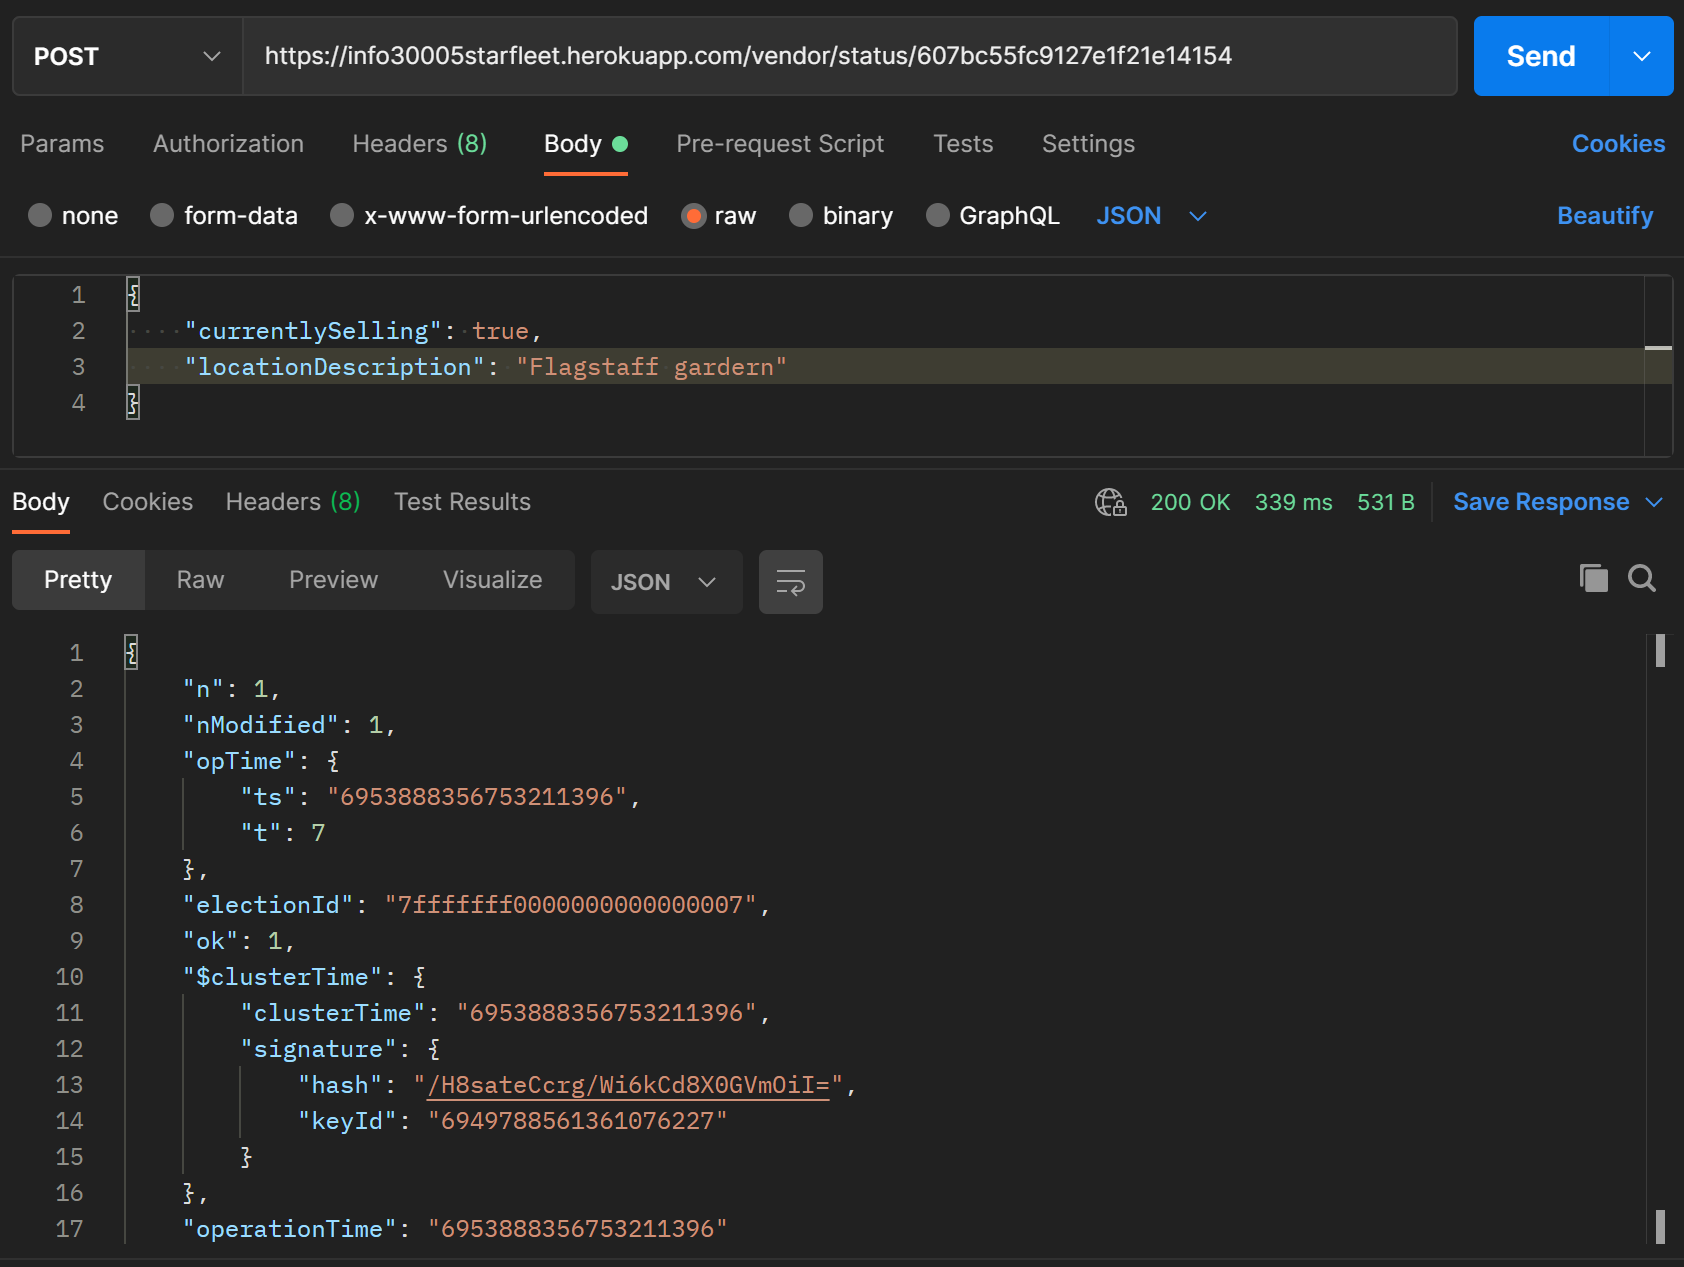 POST https://info30005starfleet.herokuapp.com/vendor/status/607bc55fc9127e1f21e14154 Send
Params Authorization Headers (8) Body Pre-request Script Tests Settings Cookies
none form-data x-www-form-urlencoded raw binary GraphQL JSON Beautify
1 {
2 "currentlySelling": true,
3 "locationDescription": "Flagstaff gardern"
4 }
Body Cookies Headers (8) Test Results 200 OK 339 ms 531 B Save Response
Pretty Raw Preview Visualize JSON
1 {
2 "n": 1,
3 "nModified": 1,
4 "opTime": {
5 "ts": "6953888356753211396",
6 "t": 7
7 },
8 "electionId": "7fffffff0000000000000007",
9 "ok": 1,
10 "$clusterTime": {
11 "clusterTime": "6953888356753211396",
12 "signature": {
13 "hash": "/H8sateCcrg/Wi6kCd8X0GVmOiI=",
14 "keyId": "6949788561361076227"
15 }
16 },
17 "operationTime": "6953888356753211396"